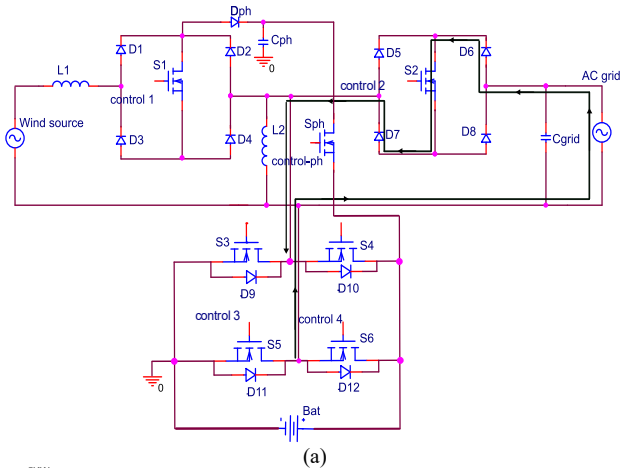 Dph
D1
S1
D2
Cph
0
L1
control 1
Wind source
D3
D4
L2
control-ph
Sph
control 2
D5
S2
D6
D7
D8
AC grid
Cgrid
S3
S4
D9
D10
control 3
control 4
S5
S6
D11
D12
0
Bat
- +
(a)